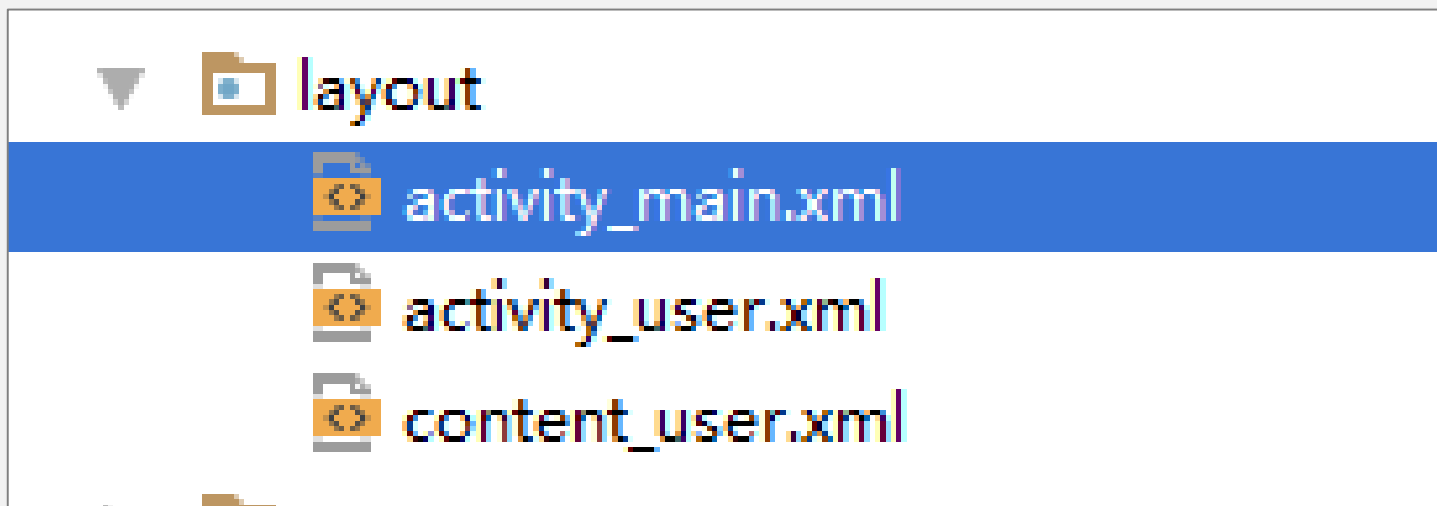 layout
activity_main.xml
activity_user.xml
content_user.xml